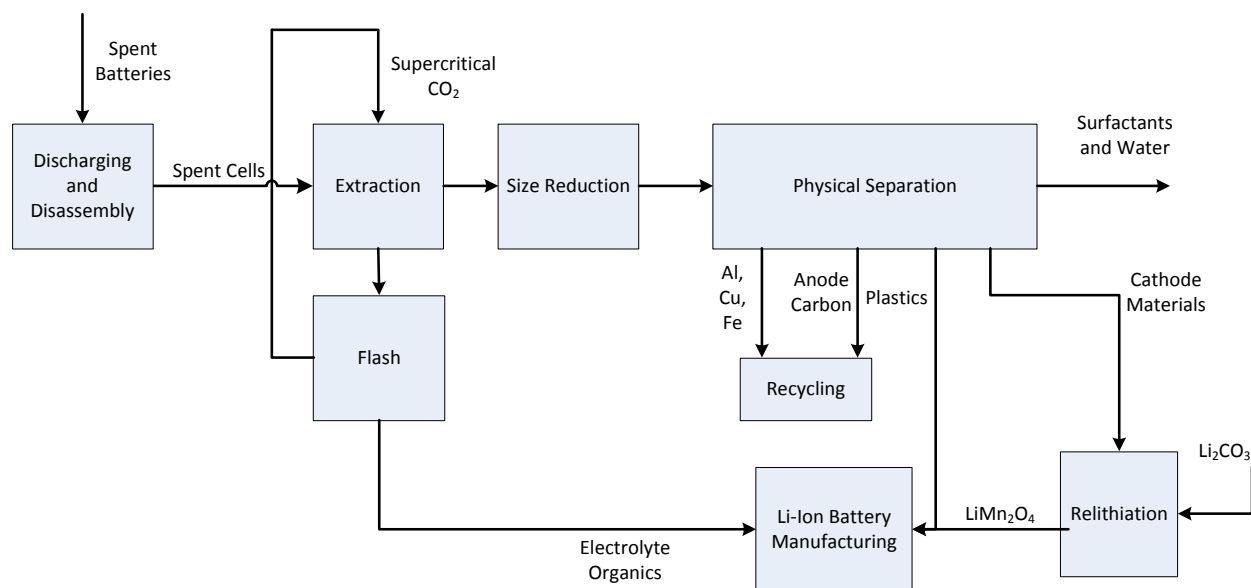 Spent
Batteries
Supercritical
CO₂
Surfactants
and Water
Discharging
and
Disassembly
Spent Cells
Extraction
Size Reduction
Physical Separation
Al,
Cu,
Fe
Anode
Carbon
Plastics
Cathode
Materials
Flash
Recycling
Li₂CO₃
Li-Ion Battery
Manufacturing
LiMn₂O₄
Relithiation
Electrolyte
Organics